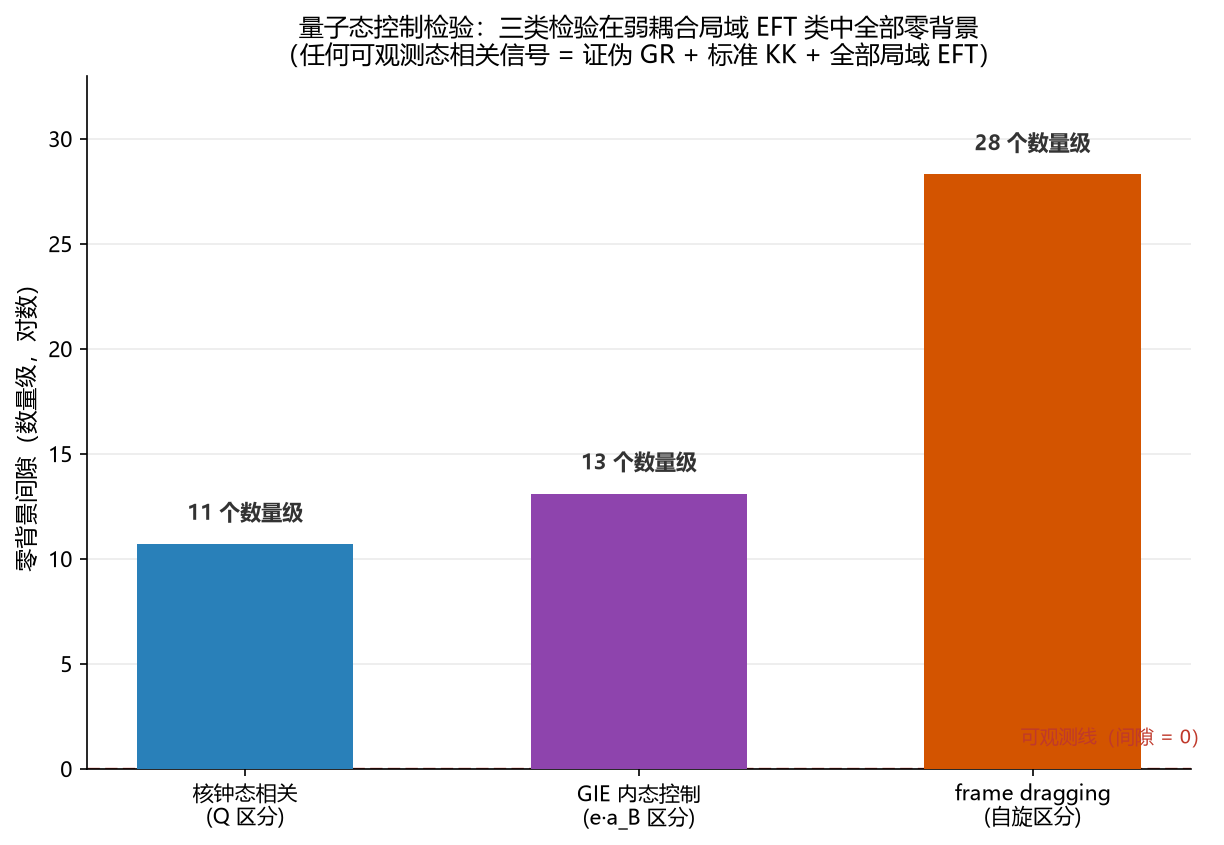 量子态控制检验：三类检验在弱耦合局域 EFT 类中全部零背景
（任何可观测态相关信号 = 证伪 GR + 标准 KK + 全部局域 EFT）
零背景间隙（数量级，对数）
30
25
20
15
10
5
0
28 个数量级
13 个数量级
11 个数量级
可观测线（间隙 = 0）
核钟态相关
(Q 区分)
GIE 内态控制
(e·a_B 区分)
frame dragging
(自旋区分)